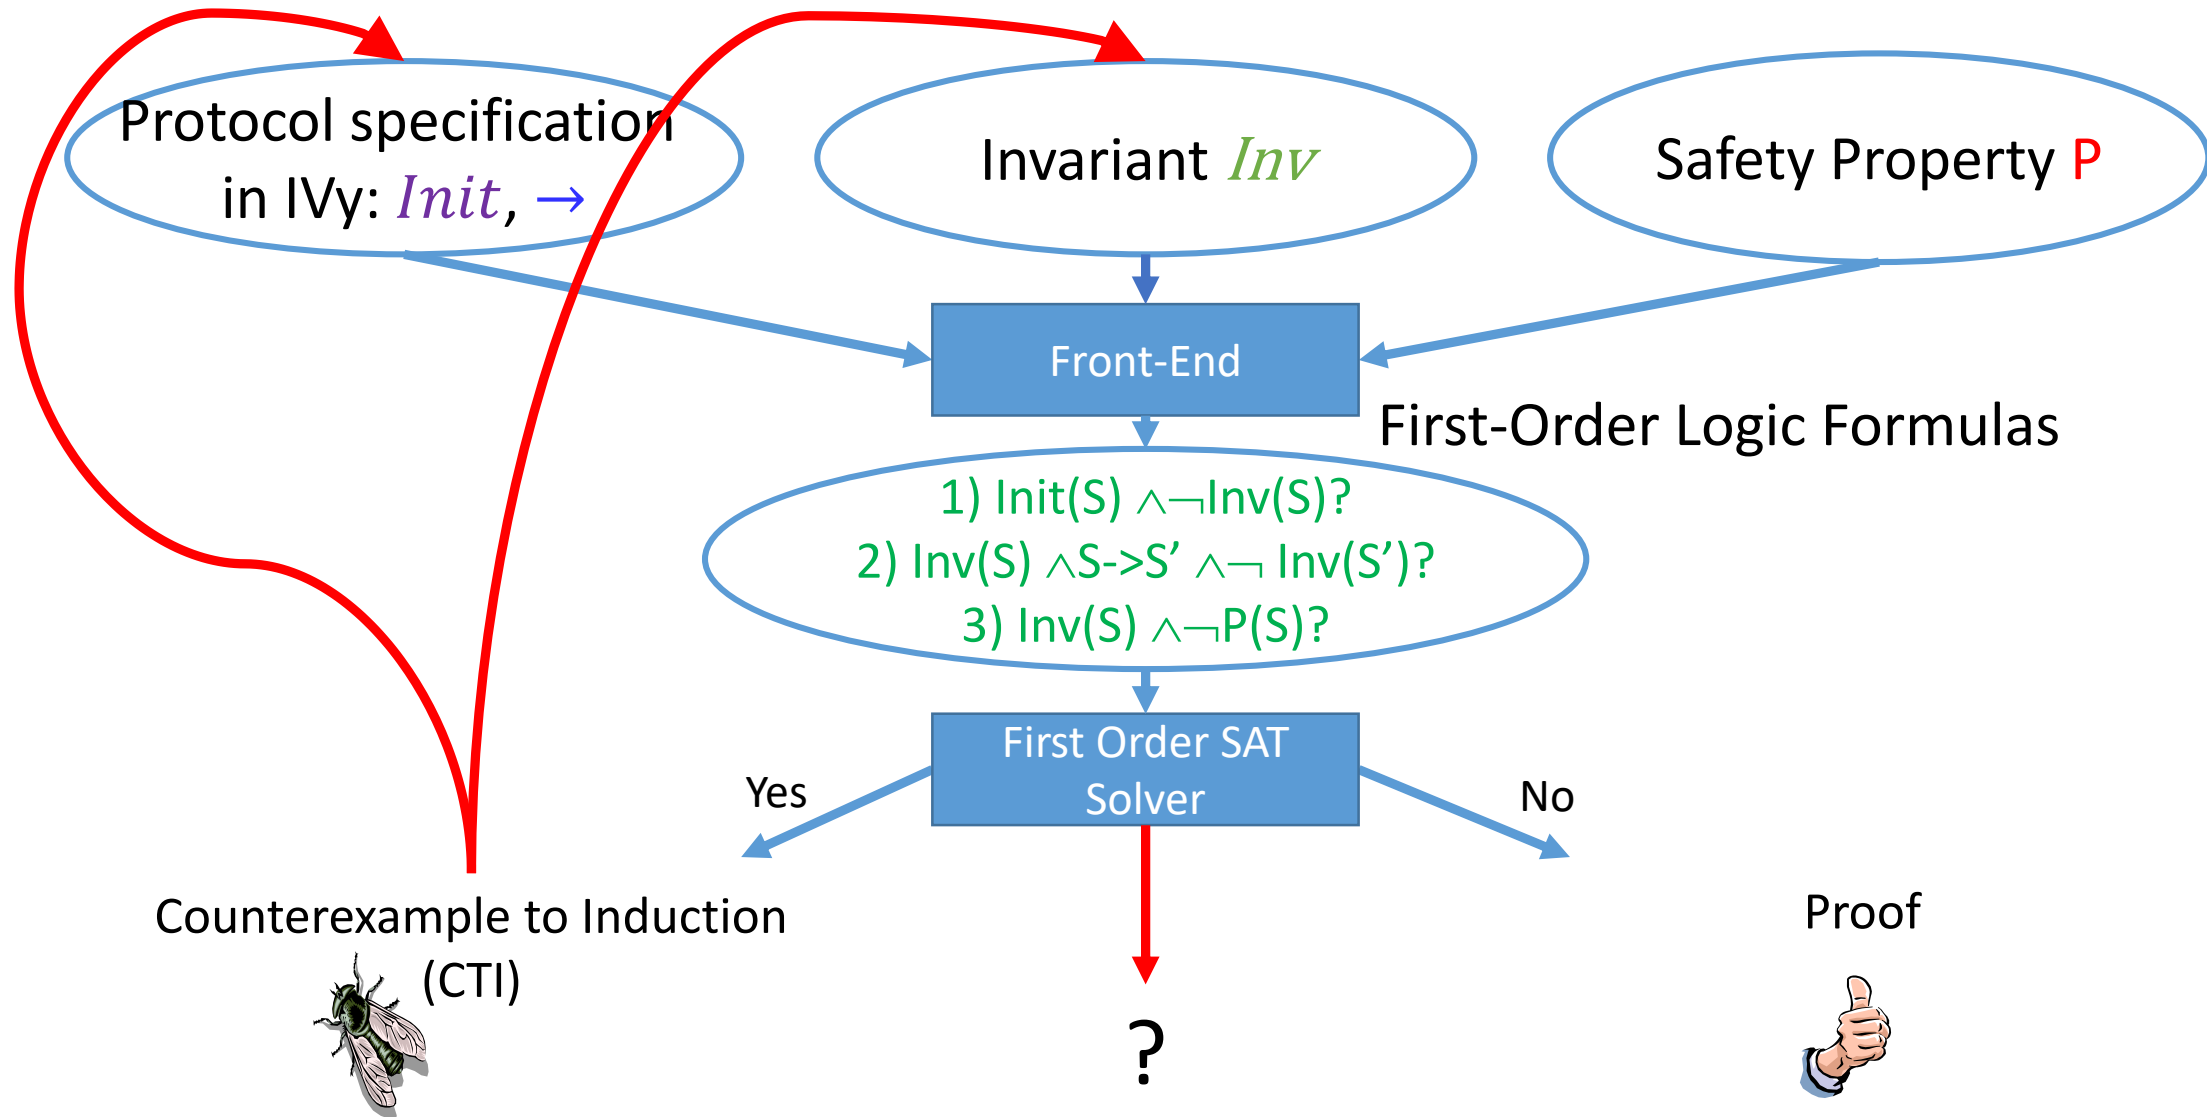 Protocol specification
in IVy: Init, →
Invariant Inv
Safety Property P
Front-End
First-Order Logic Formulas
1) Init(S) ∧¬Inv(S)?
2) Inv(S) ∧S->S’ ∧¬ Inv(S’)?
3) Inv(S) ∧¬P(S)?
First Order SAT
Solver
Yes
No
Counterexample to Induction
(CTI)
Proof
?